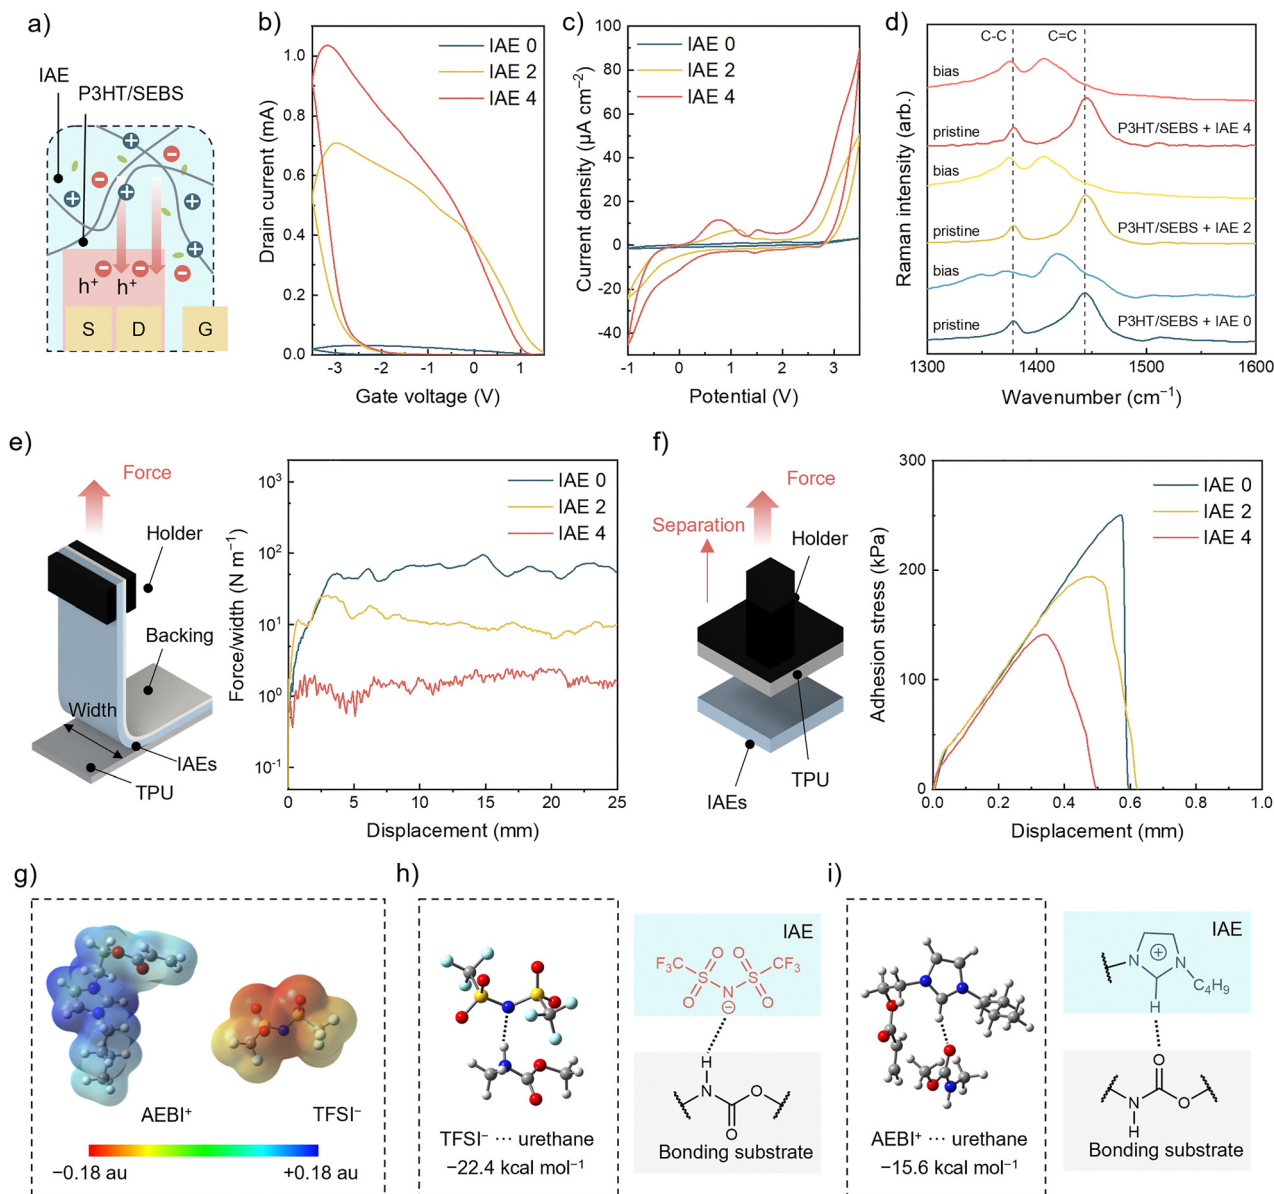 a)
IAE
P3HT/SEBS
+
−
−
+
+
+
−
−
−
h⁺ h⁺
S D G
b)
IAE 0
IAE 2
IAE 4
Drain current (mA)
1.0
0.8
0.6
0.4
0.2
0.0
-3 -2 -1 0 1
Gate voltage (V)
c)
IAE 0
IAE 2
IAE 4
Current density (µA cm⁻²)
100
80
60
40
20
0
-20
-40
-1 0 1 2 3
Potential (V)
d)
C-C C=C
Raman intensity (arb.)
bias
pristine P3HT/SEBS + IAE 4
bias
pristine P3HT/SEBS + IAE 2
bias
pristine P3HT/SEBS + IAE 0
1300 1400 1500 1600
Wavenumber (cm⁻¹)
e)
Force
Holder
Backing
Width
IAEs
TPU
IAE 0
IAE 2
IAE 4
Force/width (N m⁻¹)
10³
10²
10¹
10⁰
10⁻¹
0 5 10 15 20 25
Displacement (mm)
f)
Force
Separation
Holder
TPU
IAEs
IAE 0
IAE 2
IAE 4
Adhesion stress (kPa)
300
200
100
0
0.0 0.2 0.4 0.6 0.8 1.0
Displacement (mm)
g)
AEBI⁺ TFSI⁻
−0.18 au +0.18 au
h)
TFSI⁻ ··· urethane
−22.4 kcal mol⁻¹
IAE
F₃C CF₃
O O
S S
O N O
⊖
H
N O
O
Bonding substrate
i)
AEBI⁺ ··· urethane
−15.6 kcal mol⁻¹
IAE
+
N N
C₄H₉
H
O
N O
H
Bonding substrate